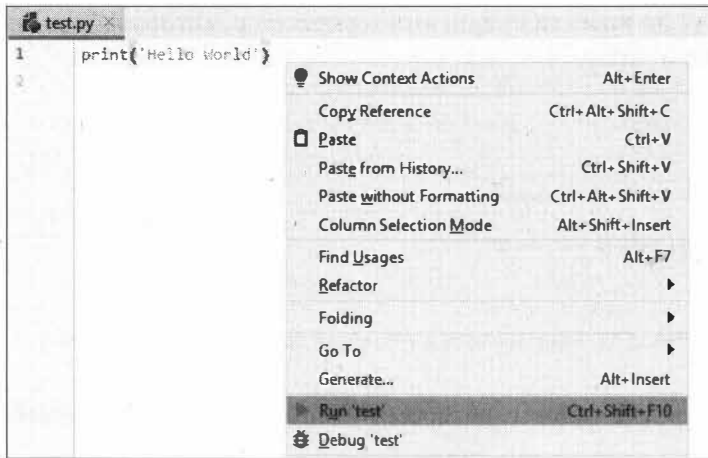 test.py
1 print('Hello World')
2
Show Context Actions Alt+Enter
Copy Reference Ctrl+Alt+Shift+C
Paste Ctrl+V
Paste from History... Ctrl+Shift+V
Paste without Formatting Ctrl+Alt+Shift+V
Column Selection Mode Alt+Shift+Insert
Find Usages Alt+F7
Refactor
Folding
Go To
Generate... Alt+Insert
Run 'test' Ctrl+Shift+F10
Debug 'test'